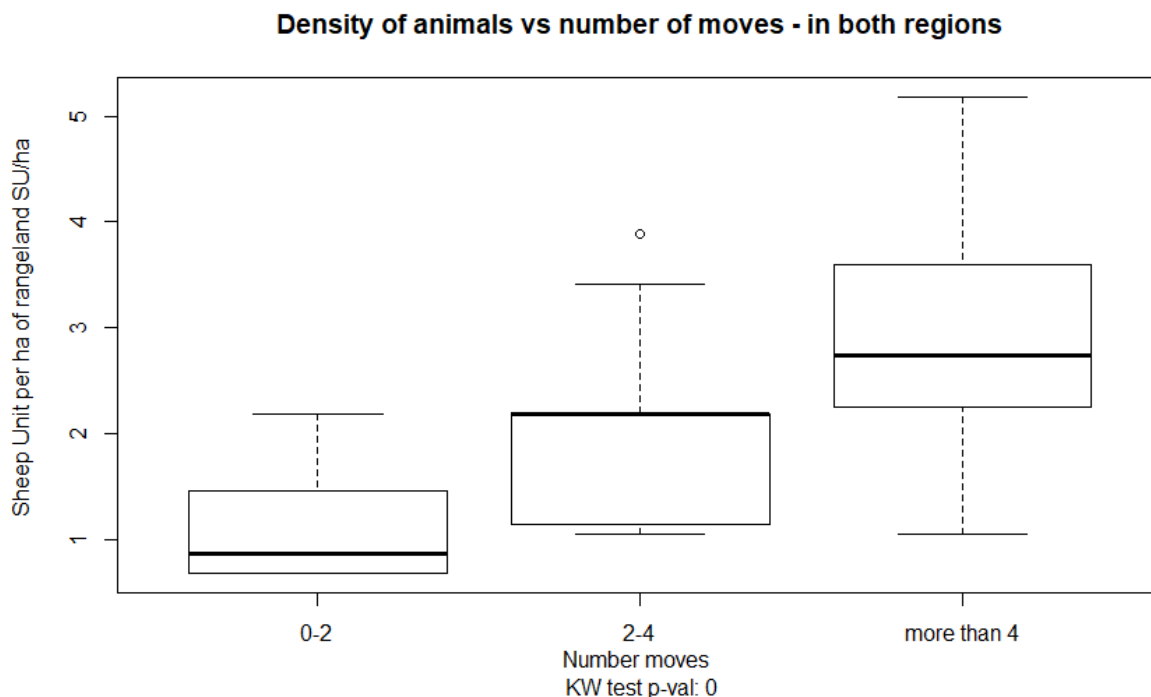 Density of animals vs number of moves - in both regions
Sheep Unit per ha of rangeland SU/ha
5
4
3
2
1
0-2
2-4
more than 4
Number moves
KW test p-val: 0